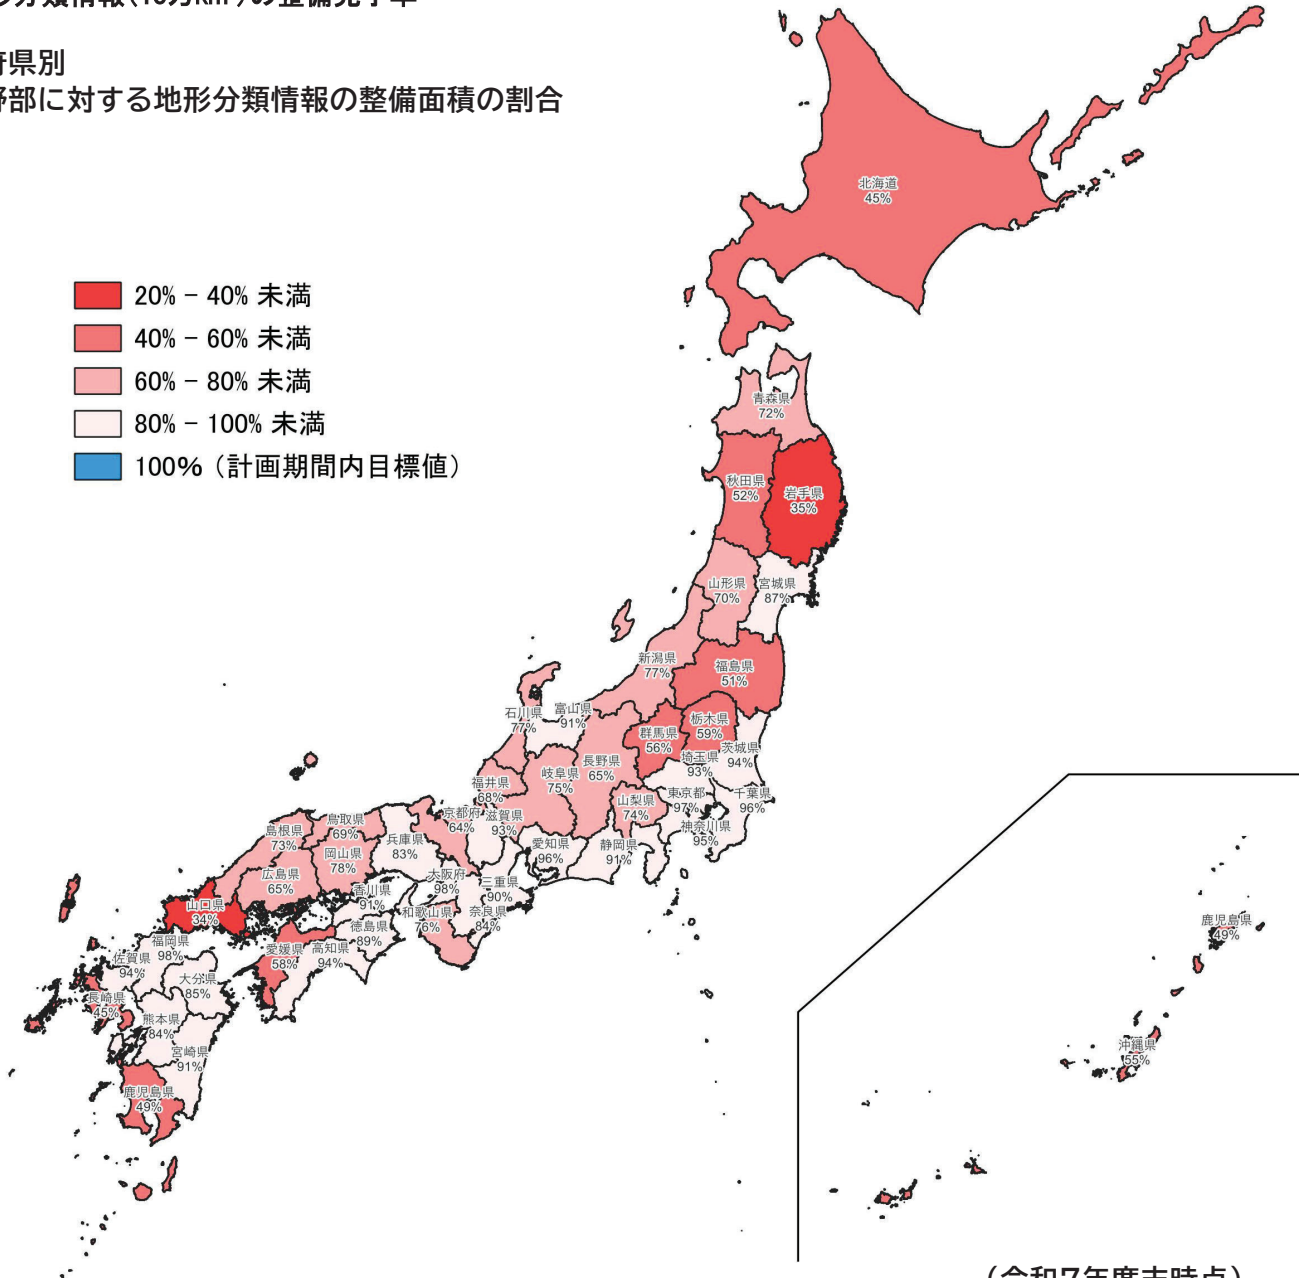 府県別
野部に対する地形分類情報の整備面積の割合
20% - 40% 未満
40% - 60% 未満
60% - 80% 未満
80% - 100% 未満
100% (計画期間内目標値)
北海道
45%
青森県
72%
秋田県
52%
岩手県
35%
山形県
70%
宮城県
87%
新潟県
77%
福島県
51%
石川県
77%
富山県
91%
群馬県
56%
栃木県
59%
茨城県
94%
埼玉県
93%
長野県
65%
岐阜県
75%
福井県
68%
山梨県
74%
東京都
97%
千葉県
96%
神奈川県
95%
京都府
64%
滋賀県
93%
愛知県
96%
静岡県
91%
鳥取県
69%
島根県
73%
兵庫県
83%
岡山県
78%
広島県
65%
大阪府
98%
三重県
90%
香川県
91%
山口県
34%
和歌山県
76%
奈良県
84%
徳島県
89%
福岡県
98%
愛媛県
58%
高知県
94%
佐賀県
94%
大分県
85%
長崎県
45%
熊本県
84%
宮崎県
91%
鹿児島県
49%
鹿児島県
49%
沖縄県
55%
(令和7年度末時点)